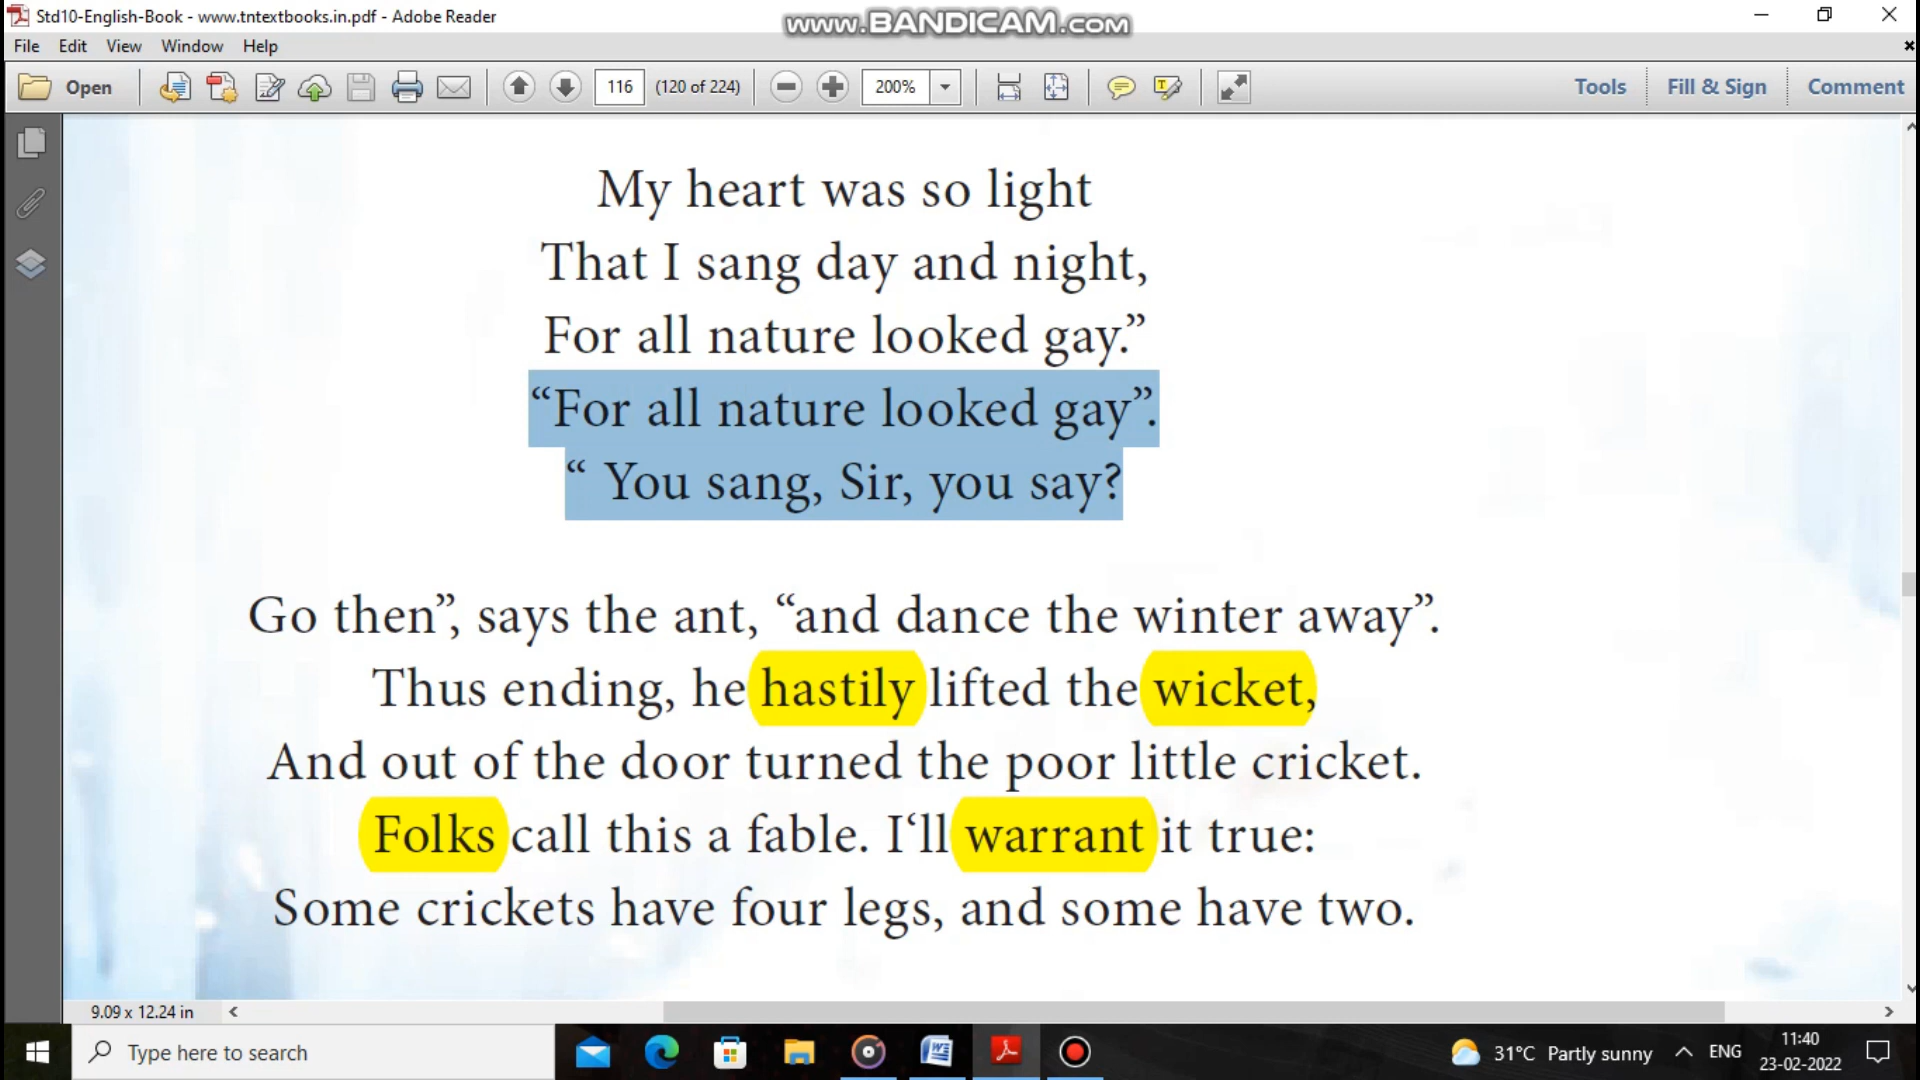 Std10-English-Book - www.tntextbooks.in.pdf - Adobe Reader
www.BANDICAM.com
File Edit View Window Help
Open 116 (120 of 224) 200% Tools Fill & Sign Comment
My heart was so light
That I sang day and night,
For all nature looked gay.”
“For all nature looked gay”.
“ You sang, Sir, you say?
Go then”, says the ant, “and dance the winter away”.
Thus ending, he hastily lifted the wicket,
And out of the door turned the poor little cricket.
Folks call this a fable. I‘ll warrant it true:
Some crickets have four legs, and some have two.
9.09 x 12.24 in
Type here to search
31°C Partly sunny ENG
11:40
23-02-2022